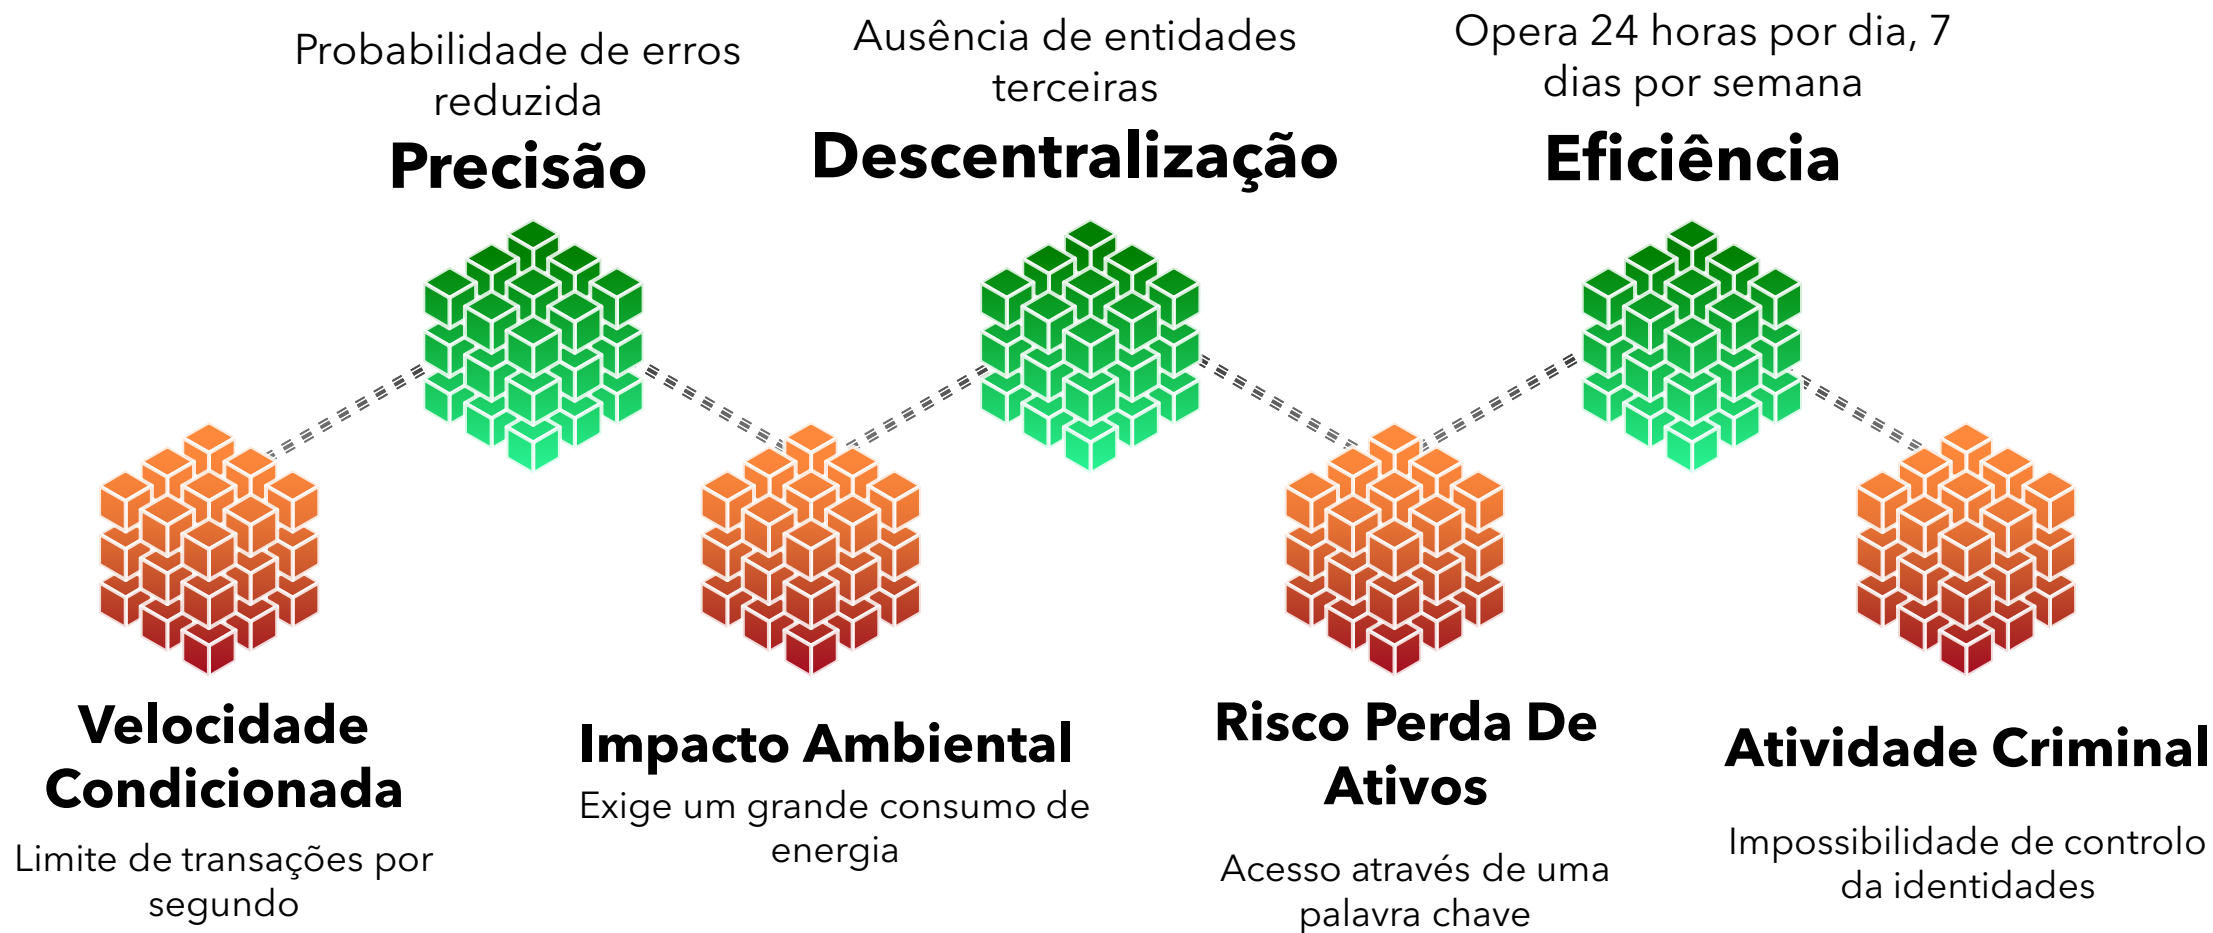 Probabilidade de erros
reduzida
Precisão
Ausência de entidades
terceiras
Descentralização
Opera 24 horas por dia, 7
dias por semana
Eficiência
Velocidade
Condicionada
Limite de transações por
segundo
Impacto Ambiental
Exige um grande consumo de
energia
Risco Perda De
Ativos
Acesso através de uma
palavra chave
Atividade Criminal
Impossibilidade de controlo
da identidades